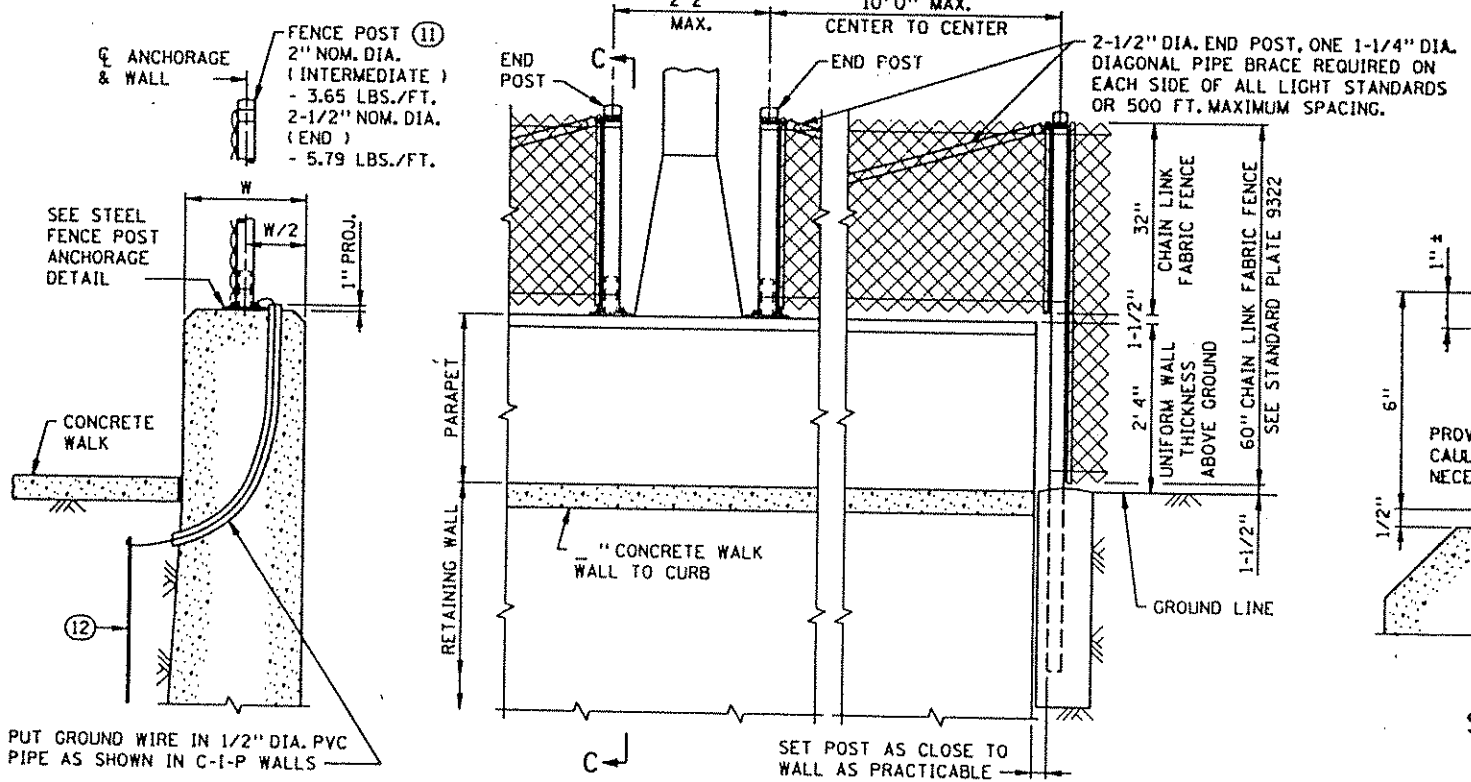 ℄ ANCHORAGE
& WALL
FENCE POST ⑪
2" NOM. DIA.
( INTERMEDIATE )
- 3.65 LBS./FT.
2-1/2" NOM. DIA.
( END )
- 5.79 LBS./FT.
W
W/2
1" PROJ.
SEE STEEL
FENCE POST
ANCHORAGE
DETAIL
CONCRETE
WALK
⑫
PUT GROUND WIRE IN 1/2" DIA. PVC
PIPE AS SHOWN IN C-I-P WALLS
MAX.
10'0" MAX.
CENTER TO CENTER
C
END
POST
END POST
2-1/2" DIA. END POST, ONE 1-1/4" DIA.
DIAGONAL PIPE BRACE REQUIRED ON
EACH SIDE OF ALL LIGHT STANDARDS
OR 500 FT. MAXIMUM SPACING.
32"
CHAIN LINK
FABRIC FENCE
1-1/2"
2'4"
UNIFORM WALL
THICKNESS
ABOVE GROUND
60" CHAIN LINK FABRIC FENCE
SEE STANDARD PLATE 9322
1-1/2"
PARAPET
RETAINING WALL
_ " CONCRETE WALK
WALL TO CURB
GROUND LINE
C
SET POST AS CLOSE TO
WALL AS PRACTICABLE
1" ±
6"
1/2"
PROV
CAUL
NECE